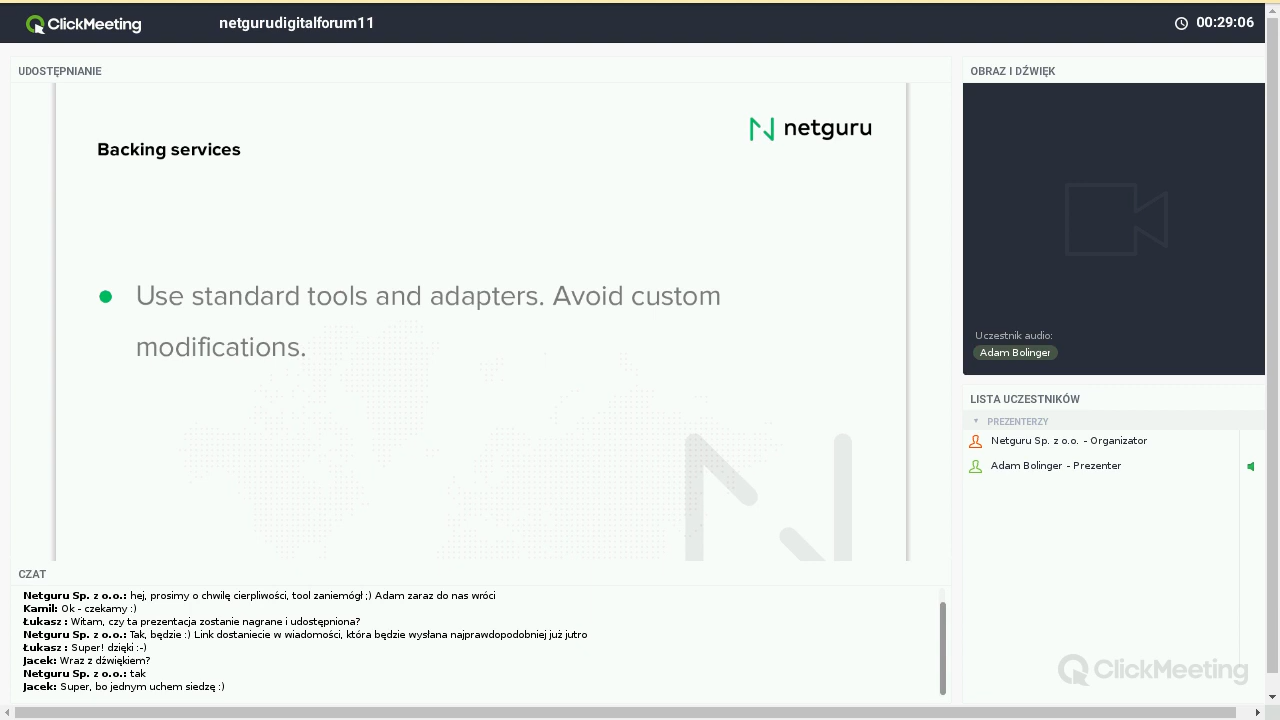 ClickMeeting
netgurudigitalforum11
00:29:06
UDOSTĘPNIANIE
netguru
Backing services
Use standard tools and adapters. Avoid custom
modifications.
CZAT
Netguru Sp. z o.o.: hej, prosimy o chwilę cierpliwości, tool zaniemógł ;) Adam zaraz do nas wróci
Kamil: Ok - czekamy :)
Łukasz : Witam, czy ta prezentacja zostanie nagrane i udostępniona?
Netguru Sp. z o.o.: Tak, będzie :) Link dostaniecie w wiadomości, która będzie wysłana najprawdopodobniej już jutro
Łukasz : Super! dzięki :-)
Jacek: Wraz z dźwiękiem?
Netguru Sp. z o.o.: tak
Jacek: Super, bo jednym uchem siedzę :)
OBRAZ I DŹWIĘK
Uczestnik audio:
Adam Bolinger
LISTA UCZESTNIKÓW
PREZENTERZY
Netguru Sp. z o.o. - Organizator
Adam Bolinger - Prezenter
ClickMeeting